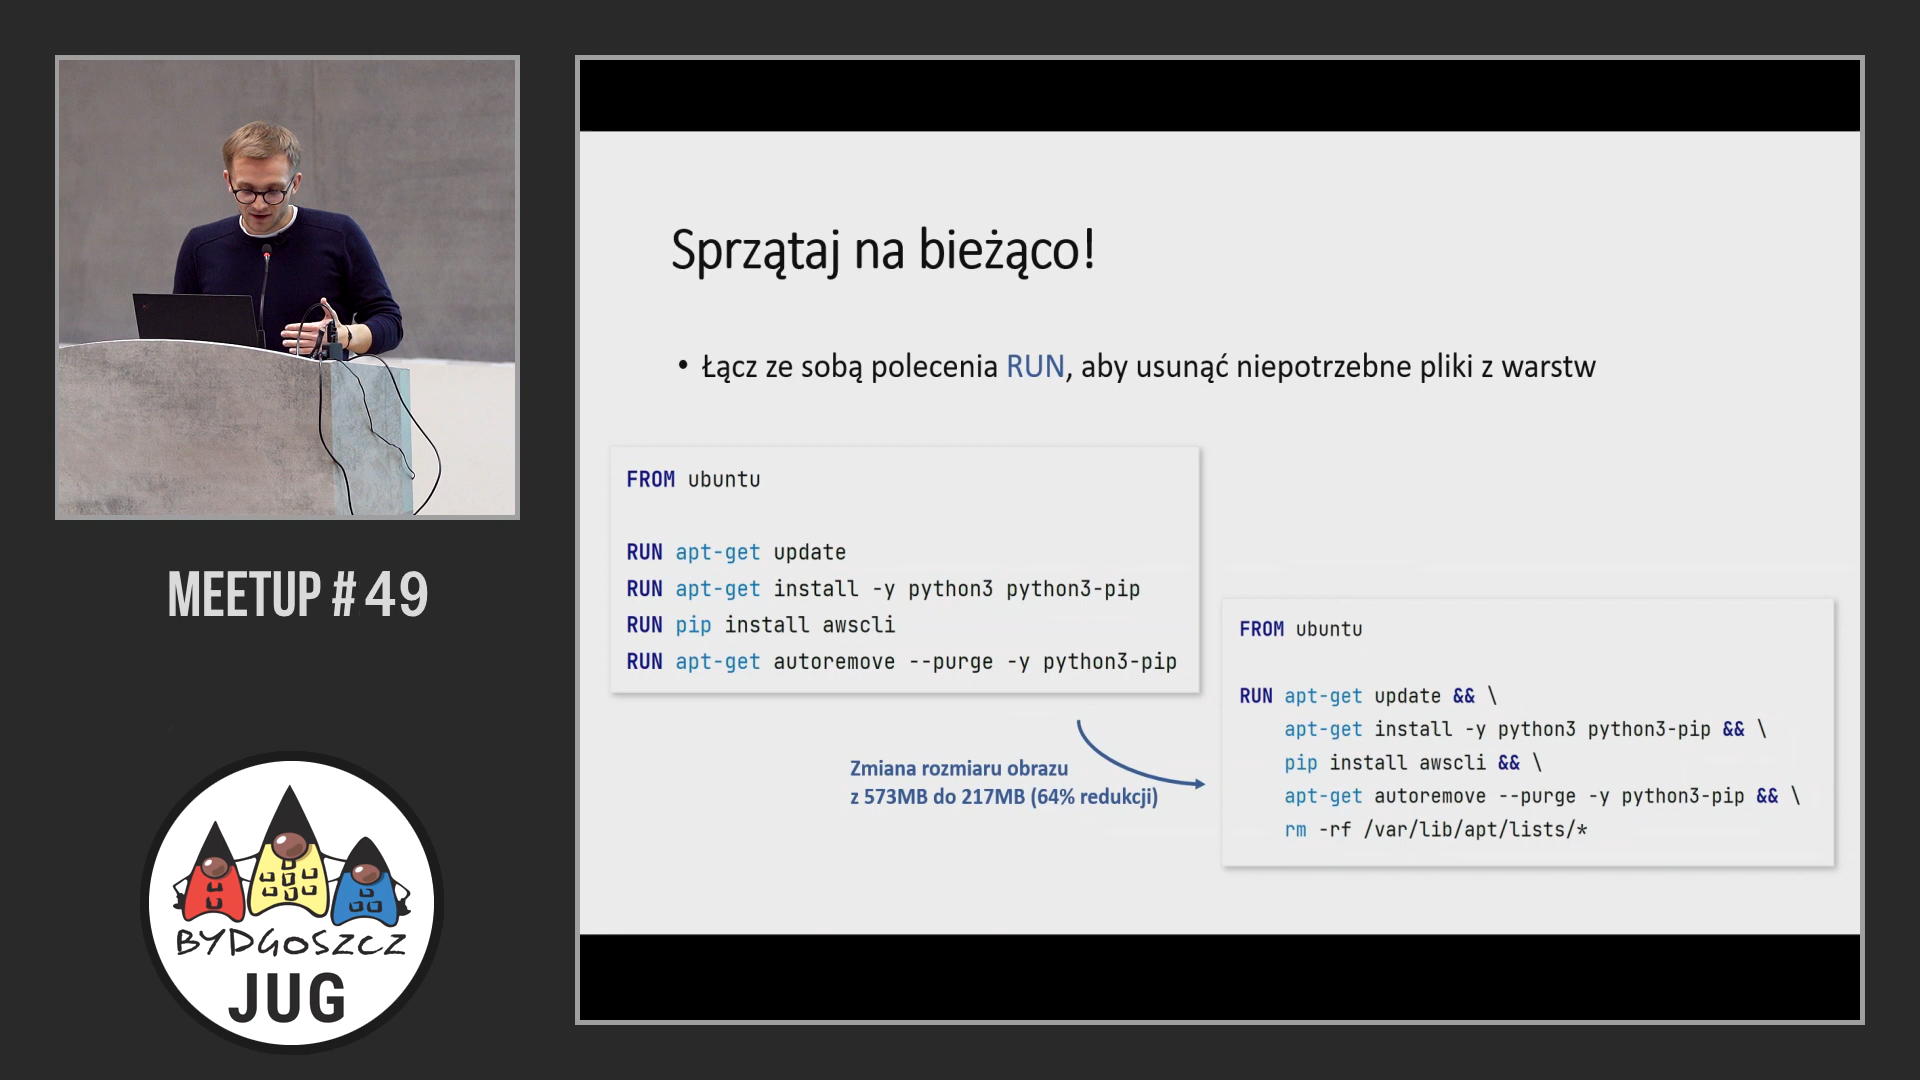 MEETUP # 49
BYDGOSZCZ
JUG
Sprzątaj na bieżąco!
• Łącz ze sobą polecenia RUN, aby usunąć niepotrzebne pliki z warstw
FROM ubuntu
RUN apt-get update
RUN apt-get install -y python3 python3-pip
RUN pip install awscli
RUN apt-get autoremove --purge -y python3-pip
Zmiana rozmiaru obrazu
z 573MB do 217MB (64% redukcji)
FROM ubuntu
RUN apt-get update && \
apt-get install -y python3 python3-pip && \
pip install awscli && \
apt-get autoremove --purge -y python3-pip && \
rm -rf /var/lib/apt/lists/*